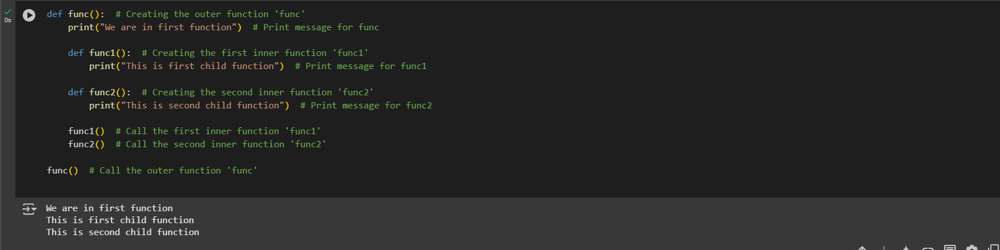 def func():  # Creating the outer function 'func'
0s
    print("We are in first function")  # Print message for func
    def func1():  # Creating the first inner function 'func1'
        print("This is first child function")  # Print message for func1
    def func2():  # Creating the second inner function 'func2'
        print("This is second child function")  # Print message for func2
    func1()  # Call the first inner function 'func1'
    func2()  # Call the second inner function 'func2'
func()  # Call the outer function 'func'
We are in first function
This is first child function
This is second child function